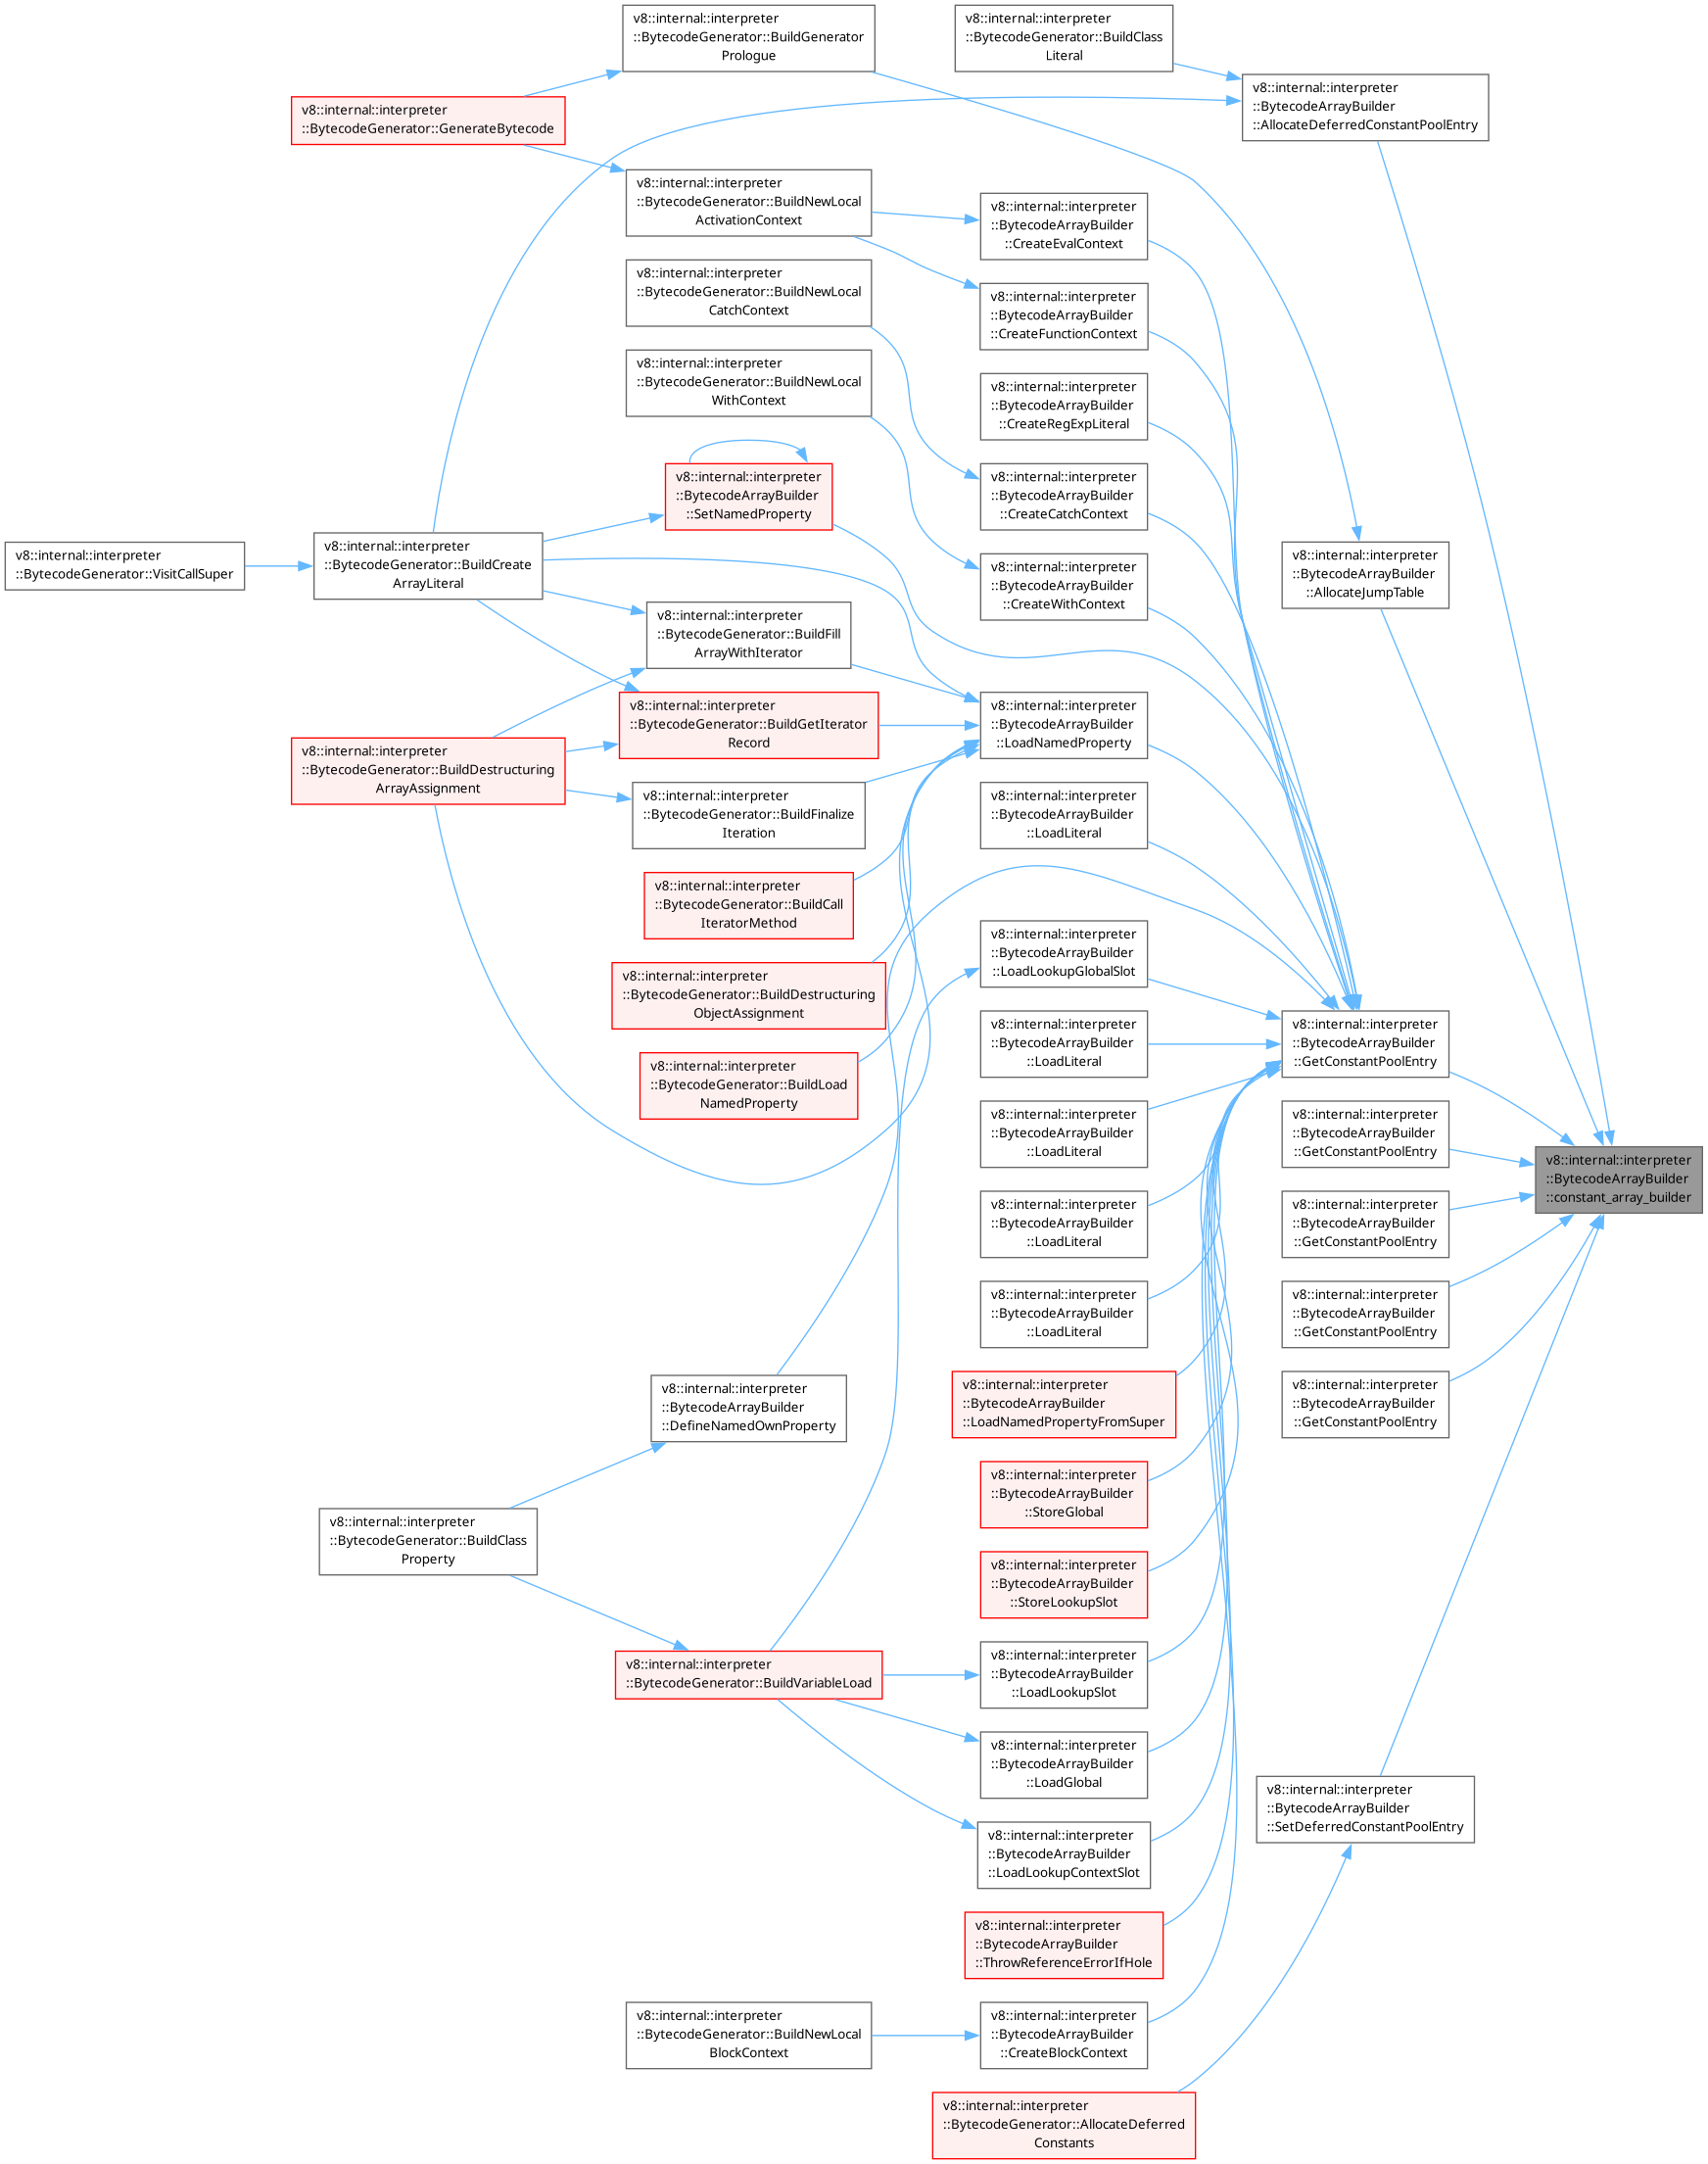 v8::internal::interpreter
::BytecodeGenerator::BuildGenerator
Prologue
v8::internal::interpreter
::BytecodeGenerator::BuildClass
Literal
v8::internal::interpreter
::BytecodeArrayBuilder
::AllocateDeferredConstantPoolEntry
v8::internal::interpreter
::BytecodeGenerator::GenerateBytecode
v8::internal::interpreter
::BytecodeGenerator::BuildNewLocal
ActivationContext
v8::internal::interpreter
::BytecodeArrayBuilder
::CreateEvalContext
v8::internal::interpreter
::BytecodeGenerator::BuildNewLocal
CatchContext
v8::internal::interpreter
::BytecodeArrayBuilder
::CreateFunctionContext
v8::internal::interpreter
::BytecodeGenerator::BuildNewLocal
WithContext
v8::internal::interpreter
::BytecodeArrayBuilder
::CreateRegExpLiteral
v8::internal::interpreter
::BytecodeArrayBuilder
::SetNamedProperty
v8::internal::interpreter
::BytecodeArrayBuilder
::CreateCatchContext
v8::internal::interpreter
::BytecodeGenerator::VisitCallSuper
v8::internal::interpreter
::BytecodeGenerator::BuildCreate
ArrayLiteral
v8::internal::interpreter
::BytecodeArrayBuilder
::CreateWithContext
v8::internal::interpreter
::BytecodeArrayBuilder
::AllocateJumpTable
v8::internal::interpreter
::BytecodeGenerator::BuildFill
ArrayWithIterator
v8::internal::interpreter
::BytecodeGenerator::BuildGetIterator
Record
v8::internal::interpreter
::BytecodeArrayBuilder
::LoadNamedProperty
v8::internal::interpreter
::BytecodeGenerator::BuildDestructuring
ArrayAssignment
v8::internal::interpreter
::BytecodeGenerator::BuildFinalize
Iteration
v8::internal::interpreter
::BytecodeArrayBuilder
::LoadLiteral
v8::internal::interpreter
::BytecodeGenerator::BuildCall
IteratorMethod
v8::internal::interpreter
::BytecodeArrayBuilder
::LoadLookupGlobalSlot
v8::internal::interpreter
::BytecodeGenerator::BuildDestructuring
ObjectAssignment
v8::internal::interpreter
::BytecodeArrayBuilder
::LoadLiteral
v8::internal::interpreter
::BytecodeArrayBuilder
::GetConstantPoolEntry
v8::internal::interpreter
::BytecodeGenerator::BuildLoad
NamedProperty
v8::internal::interpreter
::BytecodeArrayBuilder
::LoadLiteral
v8::internal::interpreter
::BytecodeArrayBuilder
::GetConstantPoolEntry
v8::internal::interpreter
::BytecodeArrayBuilder
::constant_array_builder
v8::internal::interpreter
::BytecodeArrayBuilder
::LoadLiteral
v8::internal::interpreter
::BytecodeArrayBuilder
::GetConstantPoolEntry
v8::internal::interpreter
::BytecodeArrayBuilder
::LoadLiteral
v8::internal::interpreter
::BytecodeArrayBuilder
::GetConstantPoolEntry
v8::internal::interpreter
::BytecodeArrayBuilder
::DefineNamedOwnProperty
v8::internal::interpreter
::BytecodeArrayBuilder
::LoadNamedPropertyFromSuper
v8::internal::interpreter
::BytecodeArrayBuilder
::GetConstantPoolEntry
v8::internal::interpreter
::BytecodeArrayBuilder
::StoreGlobal
v8::internal::interpreter
::BytecodeGenerator::BuildClass
Property
v8::internal::interpreter
::BytecodeArrayBuilder
::StoreLookupSlot
v8::internal::interpreter
::BytecodeGenerator::BuildVariableLoad
v8::internal::interpreter
::BytecodeArrayBuilder
::LoadLookupSlot
v8::internal::interpreter
::BytecodeArrayBuilder
::LoadGlobal
v8::internal::interpreter
::BytecodeArrayBuilder
::SetDeferredConstantPoolEntry
v8::internal::interpreter
::BytecodeArrayBuilder
::LoadLookupContextSlot
v8::internal::interpreter
::BytecodeArrayBuilder
::ThrowReferenceErrorIfHole
v8::internal::interpreter
::BytecodeGenerator::BuildNewLocal
BlockContext
v8::internal::interpreter
::BytecodeArrayBuilder
::CreateBlockContext
v8::internal::interpreter
::BytecodeGenerator::AllocateDeferred
Constants